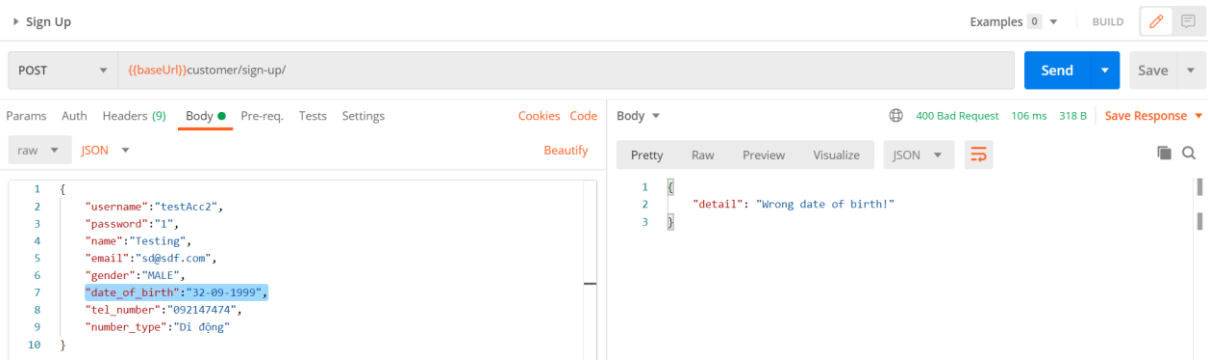 Sign Up
Examples 0
BUILD
POST
{{baseUrl}}customer/sign-up/
Send
Save
Params Auth Headers (9) Body Pre-req. Tests Settings
Cookies Code
raw JSON
Beautify
1 {
2 "username":"testAcc2",
3 "password":"1",
4 "name":"Testing",
5 "email":"sd@sdf.com",
6 "gender":"MALE",
7 "date_of_birth":"32-09-1999",
8 "tel_number":"092147474",
9 "number_type":"Di động"
10 }
Body
400 Bad Request 106 ms 318 B Save Response
Pretty Raw Preview Visualize JSON
1 {
2 "detail": "Wrong date of birth!"
3 }